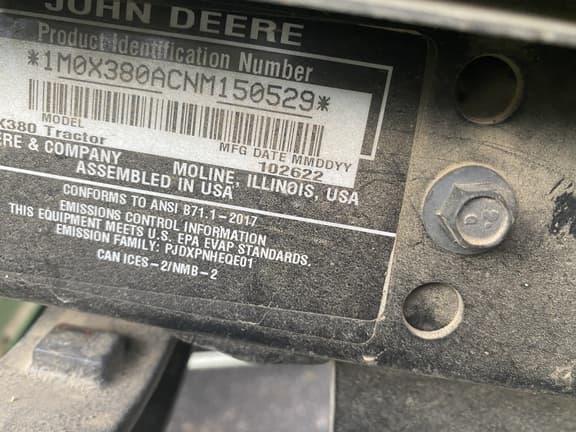 JOHN DEERE
Product Identification Number
*1M0X380ACNM150529*
MODEL
X380 Tractor
MFG DATE MMDDYY
102622
ERE & COMPANY
MOLINE, ILLINOIS, USA
ASSEMBLED IN USA
CONFORMS TO ANSI B71.1-2017
EMISSIONS CONTROL INFORMATION
THIS EQUIPMENT MEETS U.S. EPA EVAP STANDARDS.
EMISSION FAMILY: PJDXPNHEQE01
CAN ICES-2/NMB-2